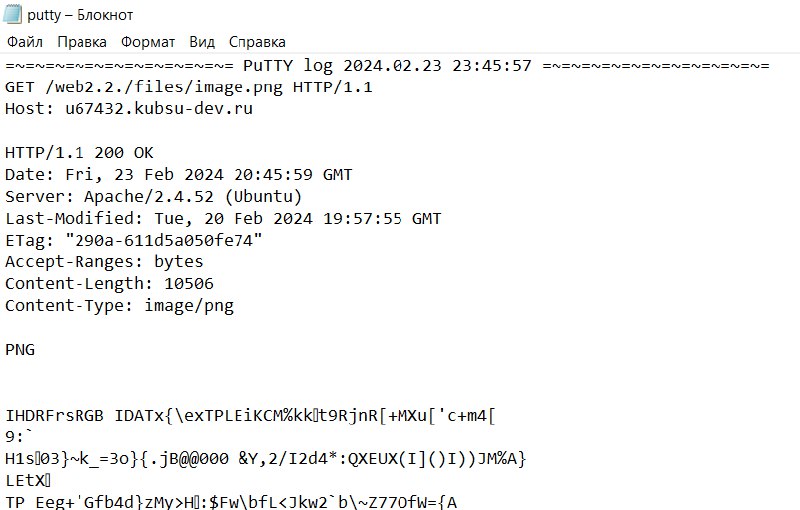 putty – Блокнот
Файл Правка Формат Вид Справка
=~=~=~=~=~=~=~=~=~=~=~= PuTTY log 2024.02.23 23:45:57 =~=~=~=~=~=~=~=~=~=~=~=
GET /web2.2./files/image.png HTTP/1.1
Host: u67432.kubsu-dev.ru

HTTP/1.1 200 OK
Date: Fri, 23 Feb 2024 20:45:59 GMT
Server: Apache/2.4.52 (Ubuntu)
Last-Modified: Tue, 20 Feb 2024 19:57:55 GMT
ETag: "290a-611d5a050fe74"
Accept-Ranges: bytes
Content-Length: 10506
Content-Type: image/png

PNG

IHDRFrsRGB IDATx{\exTPLEiKCM%kk▯t9RjnR[+MXu['c+m4[
9:`
H1s▯03}~k_=3o}{.jB@@000 &Y,2/I2d4*:QXEUX(I]()I))JM%A}
LEtX▯
TP Eeg+'Gfb4d}zMy>H▯:$Fw\bfL<Jkw2`b\~Z77OfW={A